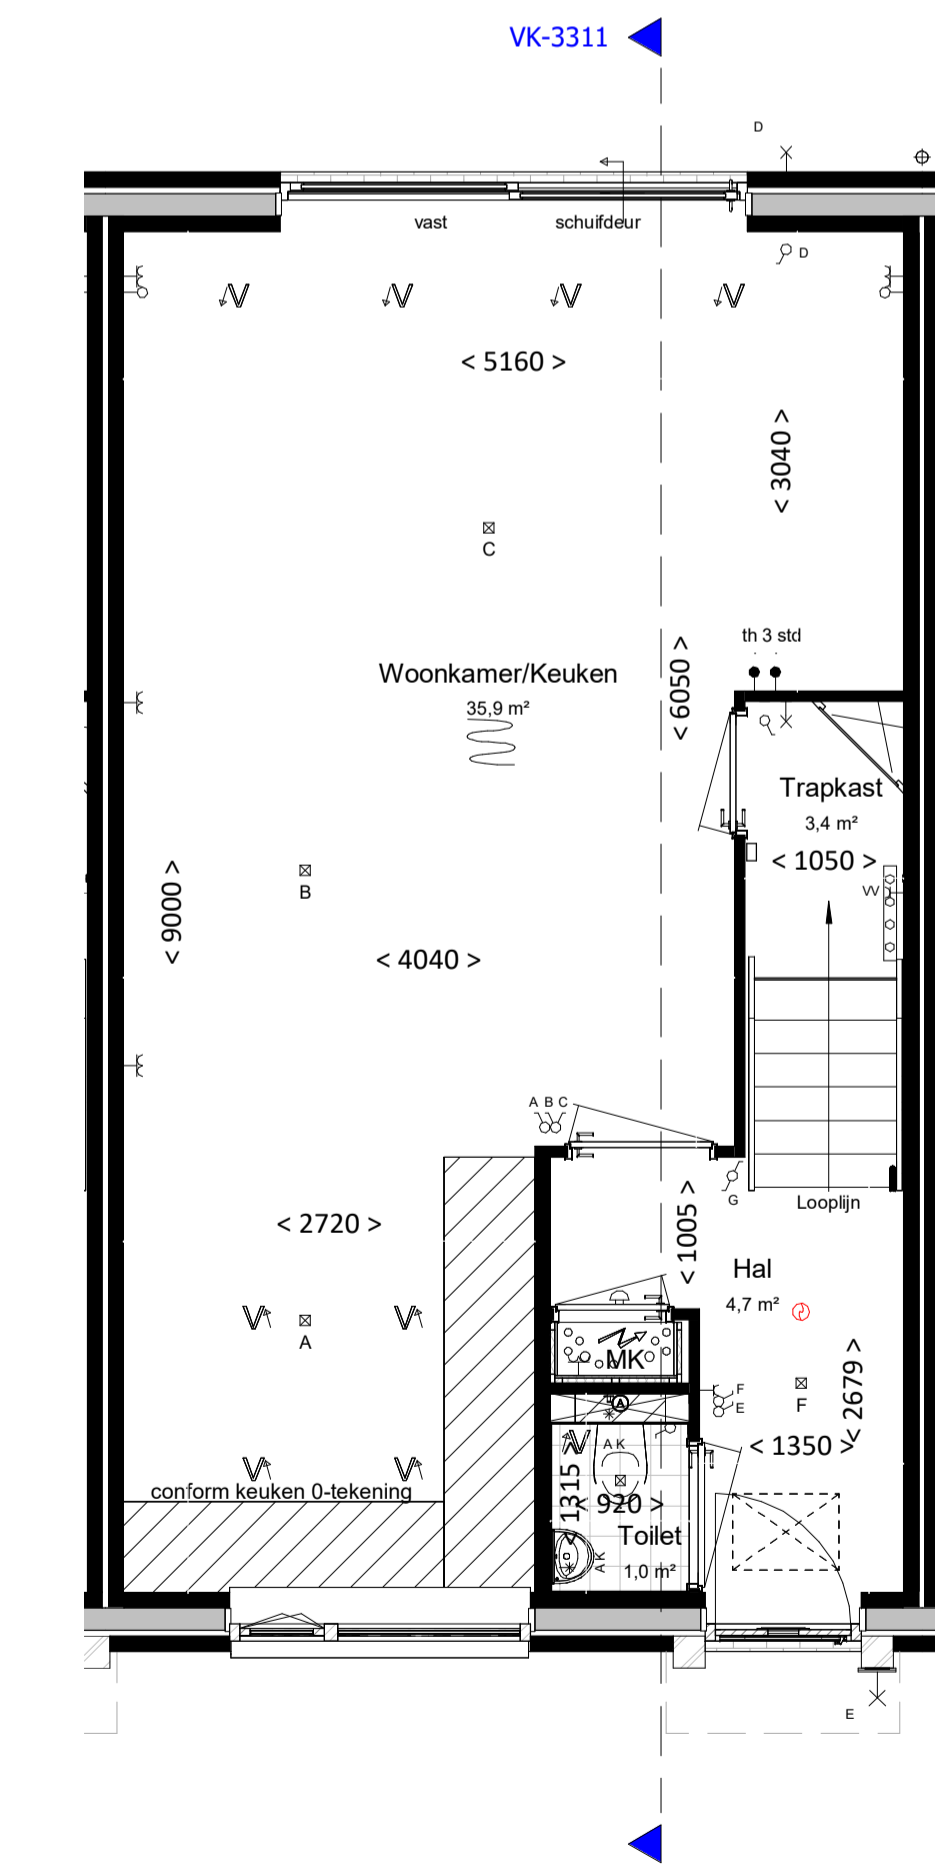 VK-3311
D
vast
schuifdeur
D
V V V V
< 5160 >
< 3040 >
C
th 3 std
Woonkamer/Keuken
35,9 m²
< 6050 >
Trapkast
3,4 m²
< 1050 >
B
< 9000 >
< 4040 >
A B C
G
Looplijn
< 2720 >
< 1005 >
Hal
4,7 m²
V V
A
MK
< 2679 >
F
E
F
A
V
A K
< 1350 >
V V
conform keuken 0-tekening
< 1315 >
< 920 >
Toilet
1,0 m²
A K
E